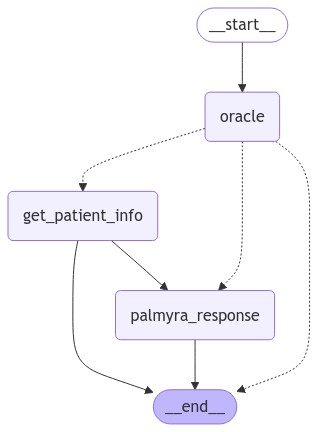 __start__
oracle
get_patient_info
palmyra_response
__end__